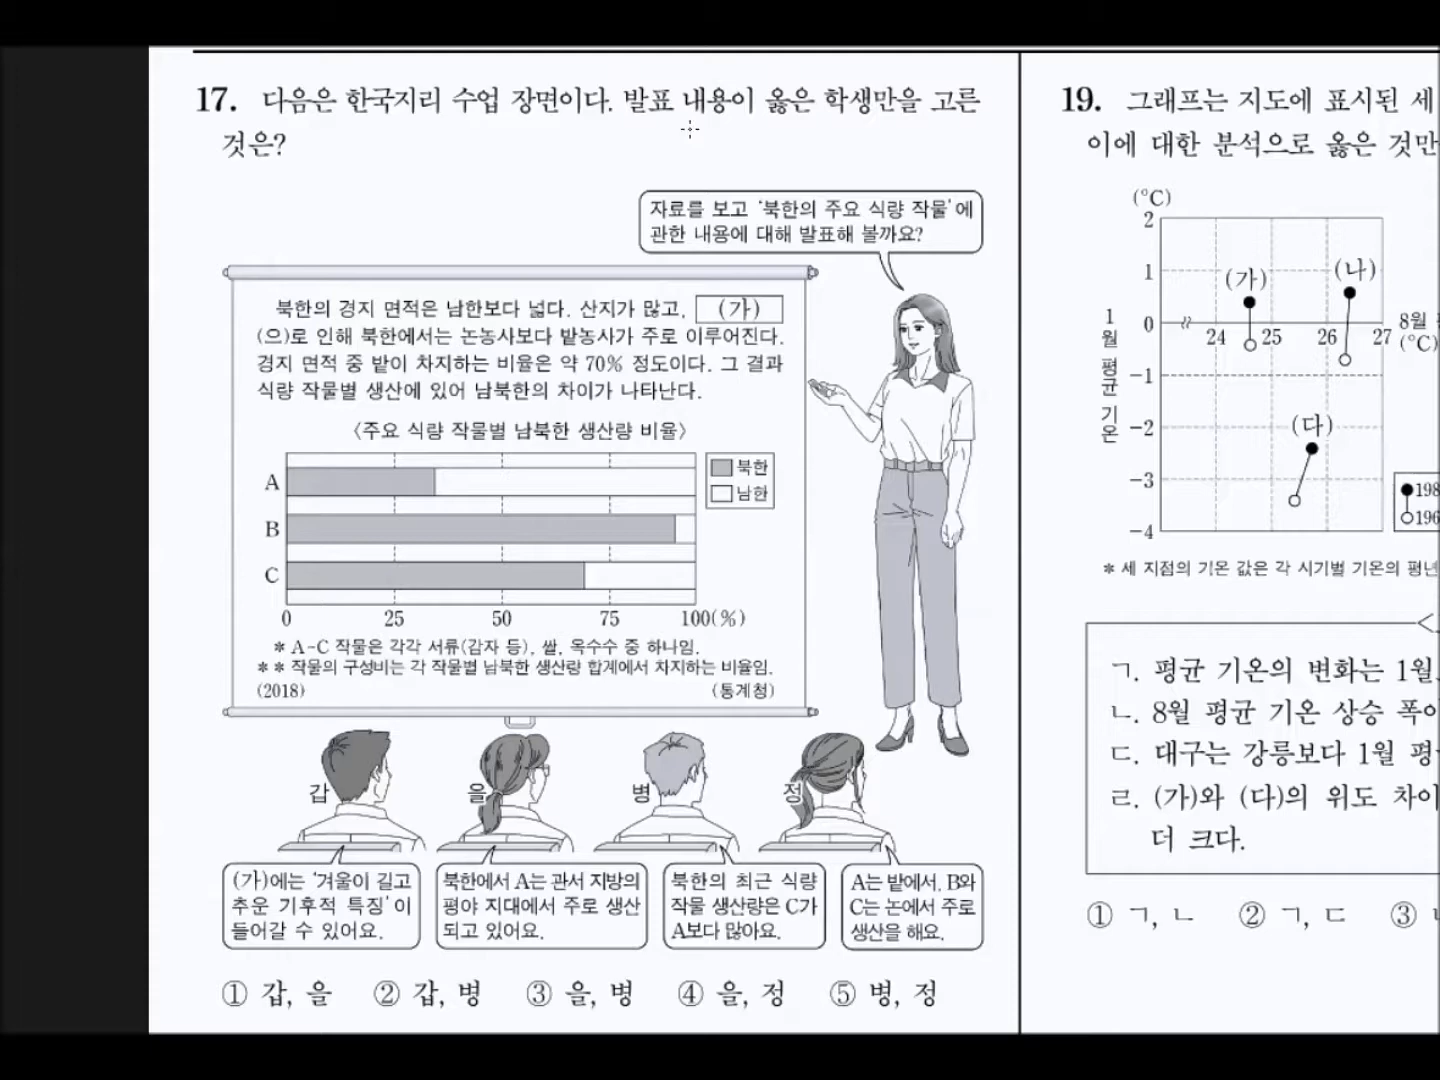 17. 다음은 한국지리 수업 장면이다. 발표 내용이 옳은 학생만을 고른
것은?
자료를 보고 '북한의 주요 식량 작물'에
관한 내용에 대해 발표해 볼까요?
북한의 경지 면적은 남한보다 넓다. 산지가 많고, (가)
(으)로 인해 북한에서는 논농사보다 밭농사가 주로 이루어진다.
경지 면적 중 밭이 차지하는 비율은 약 70% 정도이다. 그 결과
식량 작물별 생산에 있어 남북한의 차이가 나타난다.
〈주요 식량 작물별 남북한 생산량 비율〉
북한
남한
A
B
C
0 25 50 75 100(%)
* A-C 작물은 각각 서류(감자 등), 쌀, 옥수수 중 하나임.
** 작물의 구성비는 각 작물별 남북한 생산량 합계에서 차지하는 비율임.
(2018) (통계청)
갑 을 병 정
(가)에는 '겨울이 길고
추운 기후적 특징'이
들어갈 수 있어요.
북한에서 A는 관서 지방의
평야 지대에서 주로 생산
되고 있어요.
북한의 최근 식량
작물 생산량은 C가
A보다 많아요.
A는 밭에서, B와
C는 논에서 주로
생산을 해요.
① 갑, 을 ② 갑, 병 ③ 을, 병 ④ 을, 정 ⑤ 병, 정
19. 그래프는 지도에 표시된 세
이에 대한 분석으로 옳은 것만
(℃)
2
1
0
-1
-2
-3
-4
1월 평균 기온
(가)
(나)
(다)
24 25 26 27
8월
(℃)
198
196
* 세 지점의 기온 값은 각 시기별 기온의 평년
ㄱ. 평균 기온의 변화는 1월
ㄴ. 8월 평균 기온 상승 폭이
ㄷ. 대구는 강릉보다 1월 평
ㄹ. (가)와 (다)의 위도 차이
더 크다.
① ㄱ, ㄴ ② ㄱ, ㄷ ③